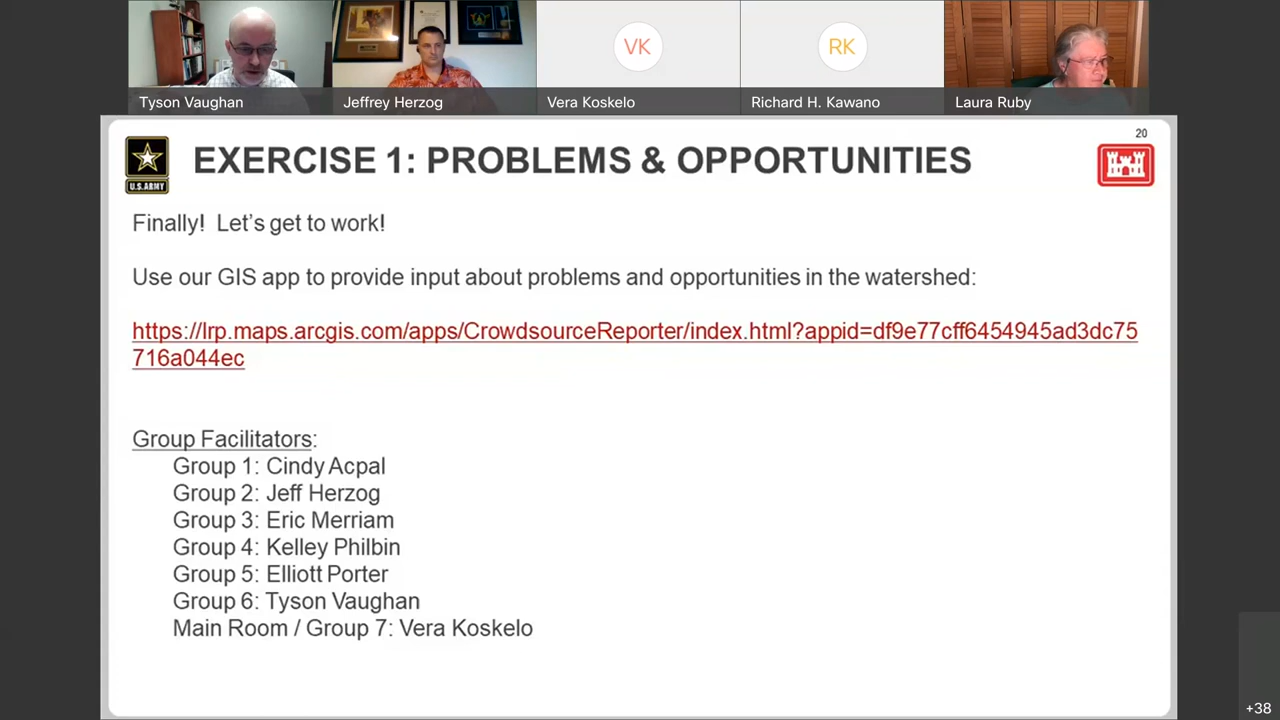 VK
RK
Tyson Vaughan
Jeffrey Herzog
Vera Koskelo
Richard H. Kawano
Laura Ruby
20
U.S.ARMY
EXERCISE 1: PROBLEMS & OPPORTUNITIES
Finally!  Let's get to work!
Use our GIS app to provide input about problems and opportunities in the watershed:
https://lrp.maps.arcgis.com/apps/CrowdsourceReporter/index.html?appid=df9e77cff6454945ad3dc75
716a044ec
Group Facilitators:
Group 1: Cindy Acpal
Group 2: Jeff Herzog
Group 3: Eric Merriam
Group 4: Kelley Philbin
Group 5: Elliott Porter
Group 6: Tyson Vaughan
Main Room / Group 7: Vera Koskelo
+38